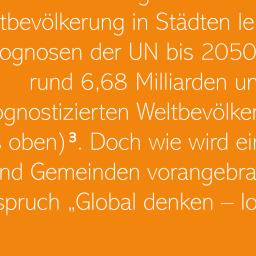 tbevölkerung in Städten le
ognosen der UN bis 2050
rund 6,68 Milliarden un
ognostizierten Weltbevölker
oben)³. Doch wie wird ein
nd Gemeinden vorangebra
spruch „Global denken – lo